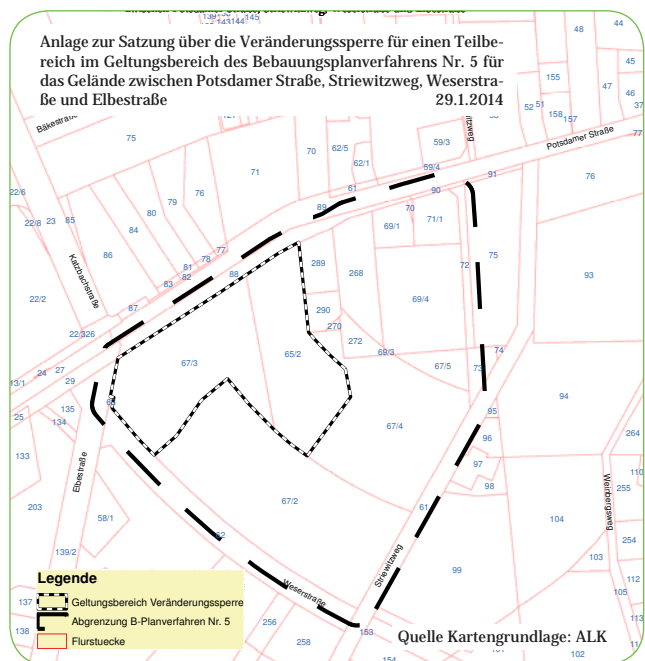 Anlage zur Satzung über die Veränderungssperre für einen Teilbe-
reich im Geltungsbereich des Bebauungsplanverfahrens Nr. 5 für
das Gelände zwischen Potsdamer Straße, Striewitzweg, Weserstra-
ße und Elbestraße 29.1.2014
48 44
45
155 47 46
52 51 158 157 37
Potsdamer Straße 77
75
70 62/5 59/3
62/1
71 59/4
61 90 91 76
22/6 76
79
80 89 70
22/8 23 85 84 69/1 71/1
77
86 78 72 75
81
82 88 289 268 93
Katzbachstraße
83
22/2 87 290 69/4
270
22/326 272 69/3 74
67/3 65/2 67/5 73
13/1 24 27
29 94
25 135 95
134 67/4 96 264
133 97 110
Elbestraße 98 255
203 67/2 61 Weinbergsweg
58/1 104
254
139/2 103
Striewitzweg 99
112
Weserstraße 105
Legende
Geltungsbereich Veränderungssperre
Abgrenzung B-Planverfahren Nr. 5
Flurstuecke
137
138
256
258
153
113
Quelle Kartengrundlage: ALK
154 102